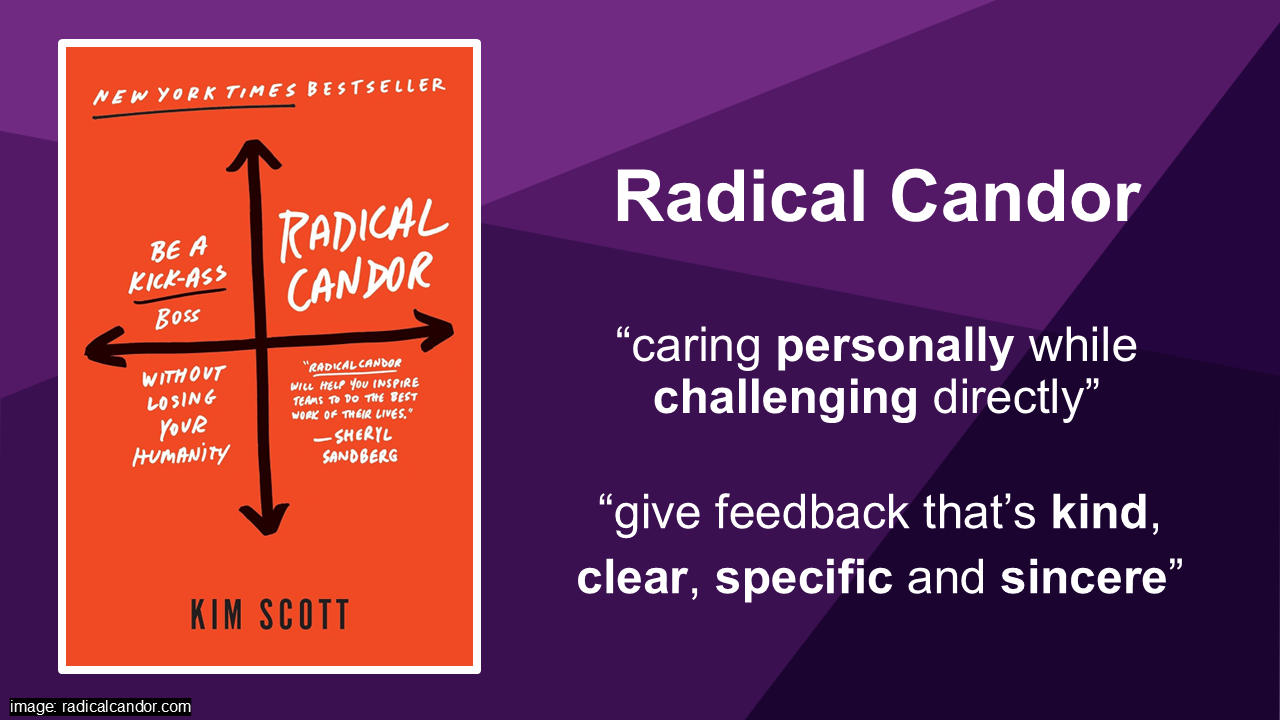 NEW YORK TIMES BESTSELLER
RADICAL
CANDOR
BE A
KICK-ASS
BOSS
WITHOUT
LOSING
YOUR
HUMANITY
"RADICAL CANDOR
WILL HELP YOU INSPIRE
TEAMS TO DO THE BEST
WORK OF THEIR LIVES."
—SHERYL
SANDBERG
KIM SCOTT
Radical Candor
“caring personally while
challenging directly”
“give feedback that’s kind,
clear, specific and sincere”
image: radicalcandor.com